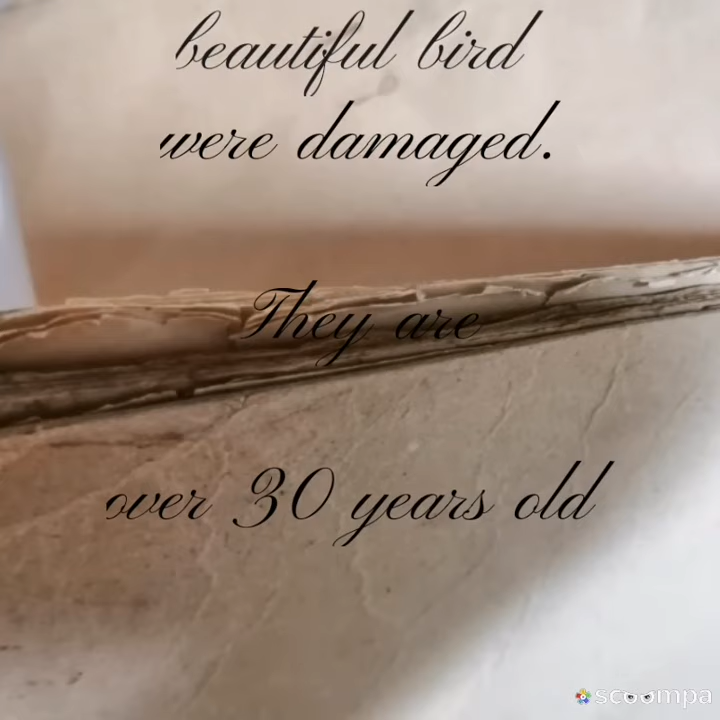 beautiful bird
were damaged.
They are
over 30 years old
scoompa